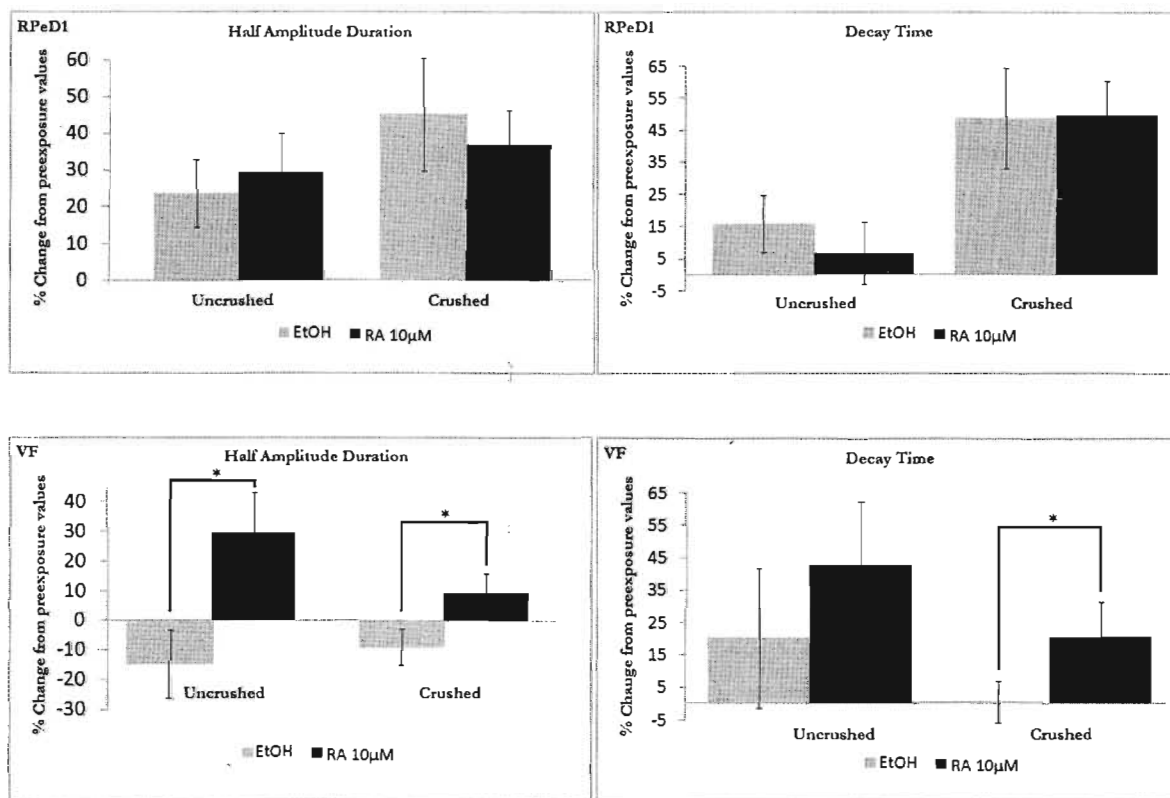 RPeD1
Half Amplitude Duration
% Change from preexposure values
60
50
40
30
20
10
0
Uncrushed Crushed
EtOH RA 10µM
RPeD1
Decay Time
% Change from preexposure values
65
55
45
35
25
15
5
-5
Uncrushed Crushed
EtOH RA 10µM
VF
Half Amplitude Duration
% Change from preexposure values
40
30
20
10
0
-10
-20
-30
* *
Uncrushed Crushed
EtOH RA 10µM
VF
Decay Time
% Change from preexposure values
65
55
45
35
25
15
5
-5
*
Uncrushed Crushed
EtOH RA 10µM